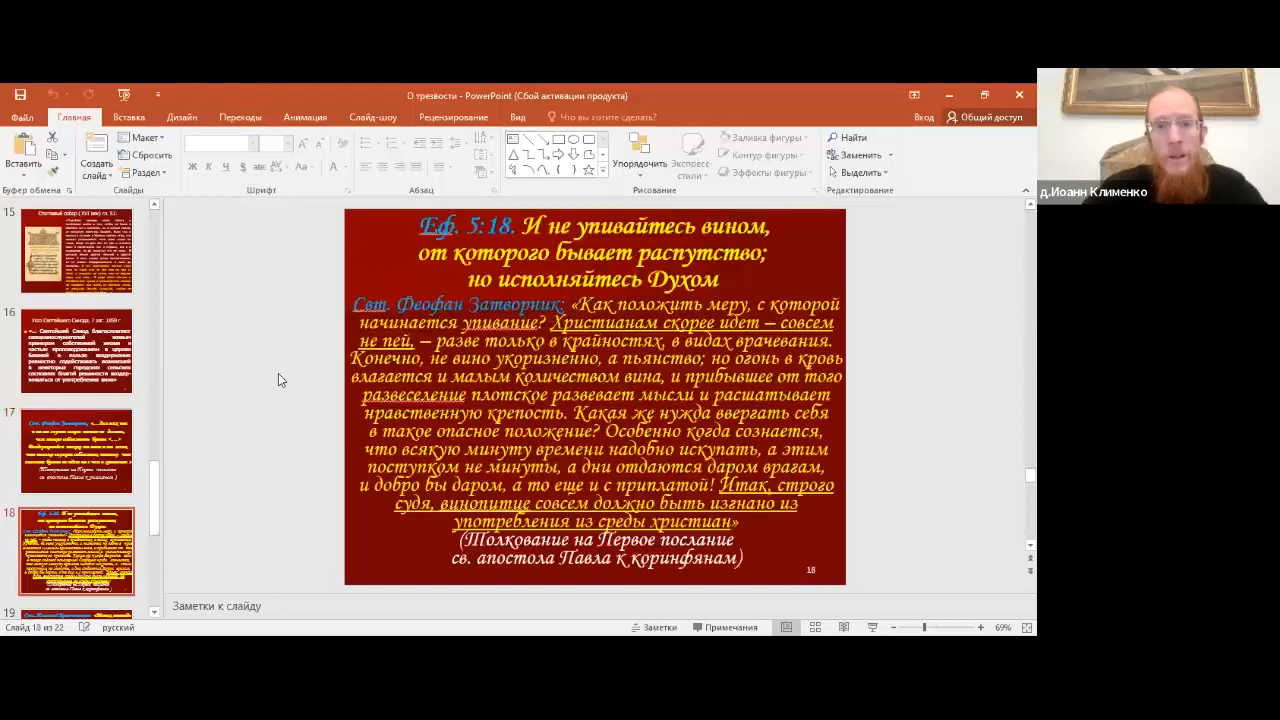 О трезвости - PowerPoint (Сбой активации продукта)
Файл Главная Вставка Дизайн Переходы Анимация Слайд-шоу Рецензирование Вид Что вы хотите сделать? Вход Общий доступ
Вставить
Создать слайд
Макет
Сбросить
Раздел
Ж К Ч S abc AV Aa A
Упорядочить
Экспресс-стили
Заливка фигуры
Контур фигуры
Эффекты фигуры
Найти
Заменить
Выделить
Буфер обмена Слайды Шрифт Абзац Рисование Редактирование
д.Иоанн Клименко
15
16
17
18
19
Еф. 5:18. И не упивайтесь вином,
от которого бывает распутство;
но исполняйтесь Духом
Свт. Феофан Затворник: «Как положить меру, с которой
начинается упивание? Христианам скорее идет – совсем
не пей, – разве только в крайностях, в видах врачевания.
Конечно, не вино укоризненно, а пьянство; но огонь в кровь
влагается и малым количеством вина, и прибывшее от того
развеселение плотское развевает мысли и расшатывает
нравственную крепость. Какая же нужда ввергать себя
в такое опасное положение? Особенно когда сознается,
что всякую минуту времени надобно искупать, а этим
поступком не минуты, а дни отдаются даром врагам,
и добро бы даром, а то еще и с приплатой! Итак, строго
судя, винопитие совсем должно быть изгнано из
употребления из среды христиан»
(Толкование на Первое послание
св. апостола Павла к коринфянам)
18
Заметки к слайду
Слайд 18 из 22 русский Заметки Примечания 69%